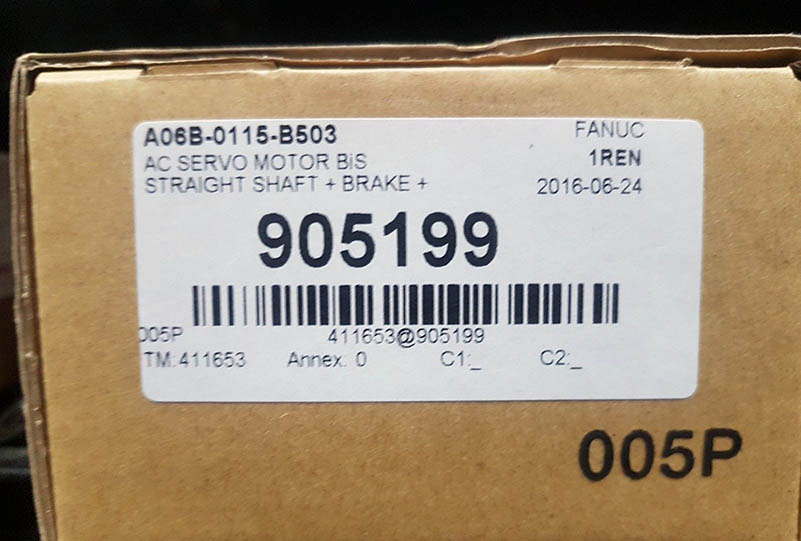 A06B-0115-B503
FANUC
AC SERVO MOTOR BiS
1REN
STRAIGHT SHAFT + BRAKE +
2016-06-24
905199
005P
411653@905199
TM:411653 Annex. 0 C1:_ C2:_
005P